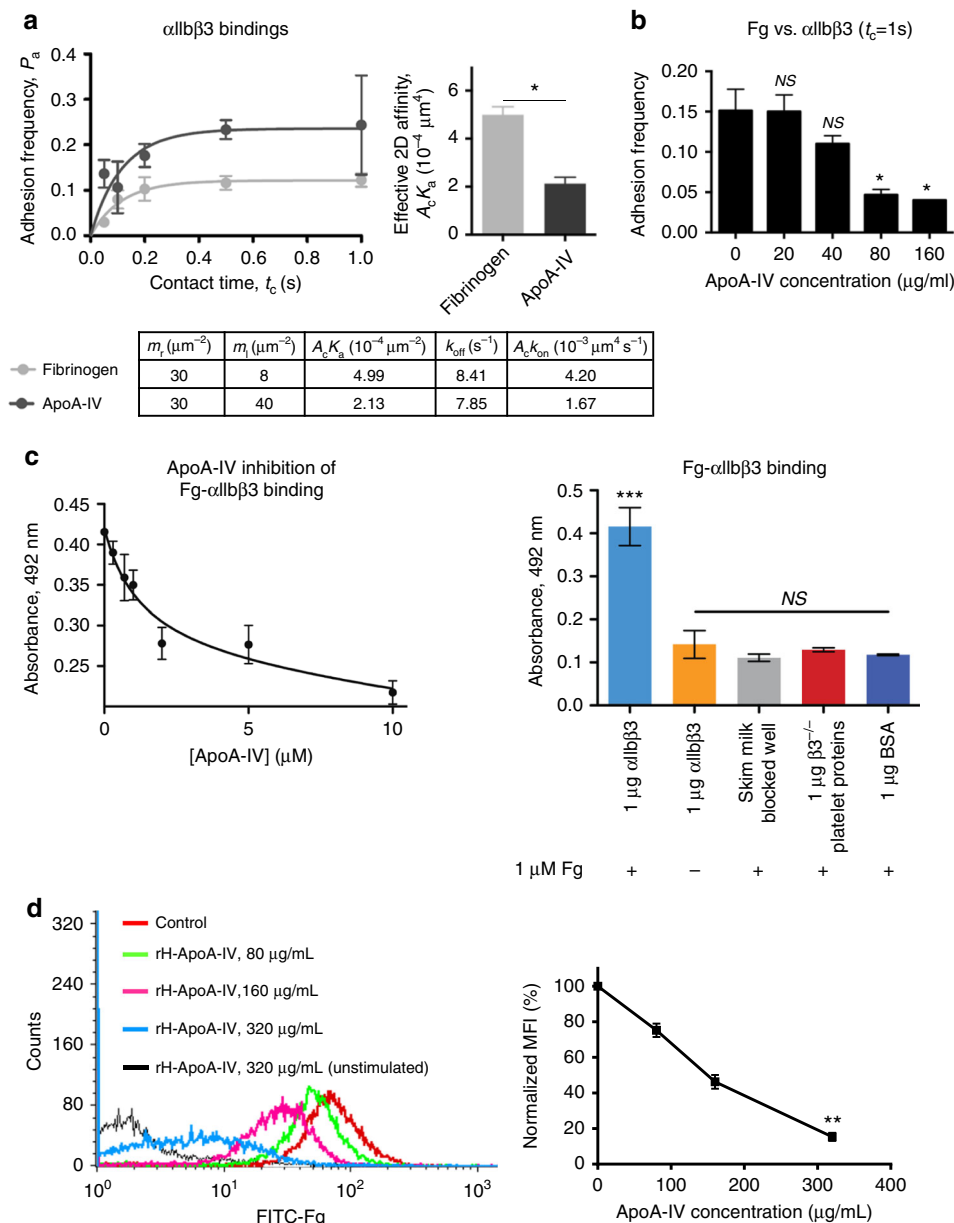 a
αllbβ3 bindings
Adhesion frequency, Pa
0.4
0.3
0.2
0.1
0.0
0.0 0.2 0.4 0.6 0.8 1.0
Contact time, tc (s)
Effective 2D affinity,
AcKa (10⁻⁴ μm⁴)
6
4
2
0
*
Fibrinogen
ApoA-IV
b
Fg vs. αllbβ3 (tc=1s)
Adhesion frequency
0.20
0.15
0.10
0.05
0.00
NS
NS
*
*
0 20 40 80 160
ApoA-IV concentration (μg/ml)
mr (μm⁻²) ml (μm⁻²) AcKa (10⁻⁴ μm⁻²) koff (s⁻¹) Ackon (10⁻³ μm⁴ s⁻¹)
Fibrinogen 30 8 4.99 8.41 4.20
ApoA-IV 30 40 2.13 7.85 1.67
c
ApoA-IV inhibition of
Fg-αllbβ3 binding
Absorbance, 492 nm
0.45
0.40
0.35
0.30
0.25
0 5 10
[ApoA-IV] (μM)
Fg-αllbβ3 binding
Absorbance, 492 nm
0.5
0.4
0.3
0.2
0.1
0.0
***
NS
1 μg αllbβ3
1 μg αllbβ3
Skim milk
blocked well
1 μg β3⁻/⁻
platelet proteins
1 μg BSA
1 μM Fg + − + + +
d
Counts
320
240
160
80
0
Control
rH-ApoA-IV, 80 μg/mL
rH-ApoA-IV,160 μg/mL
rH-ApoA-IV, 320 μg/mL
rH-ApoA-IV, 320 μg/mL (unstimulated)
10⁰ 10¹ 10² 10³
FITC-Fg
Normalized MFI (%)
100
80
60
40
20
0
**
0 100 200 300 400
ApoA-IV concentration (μg/mL)